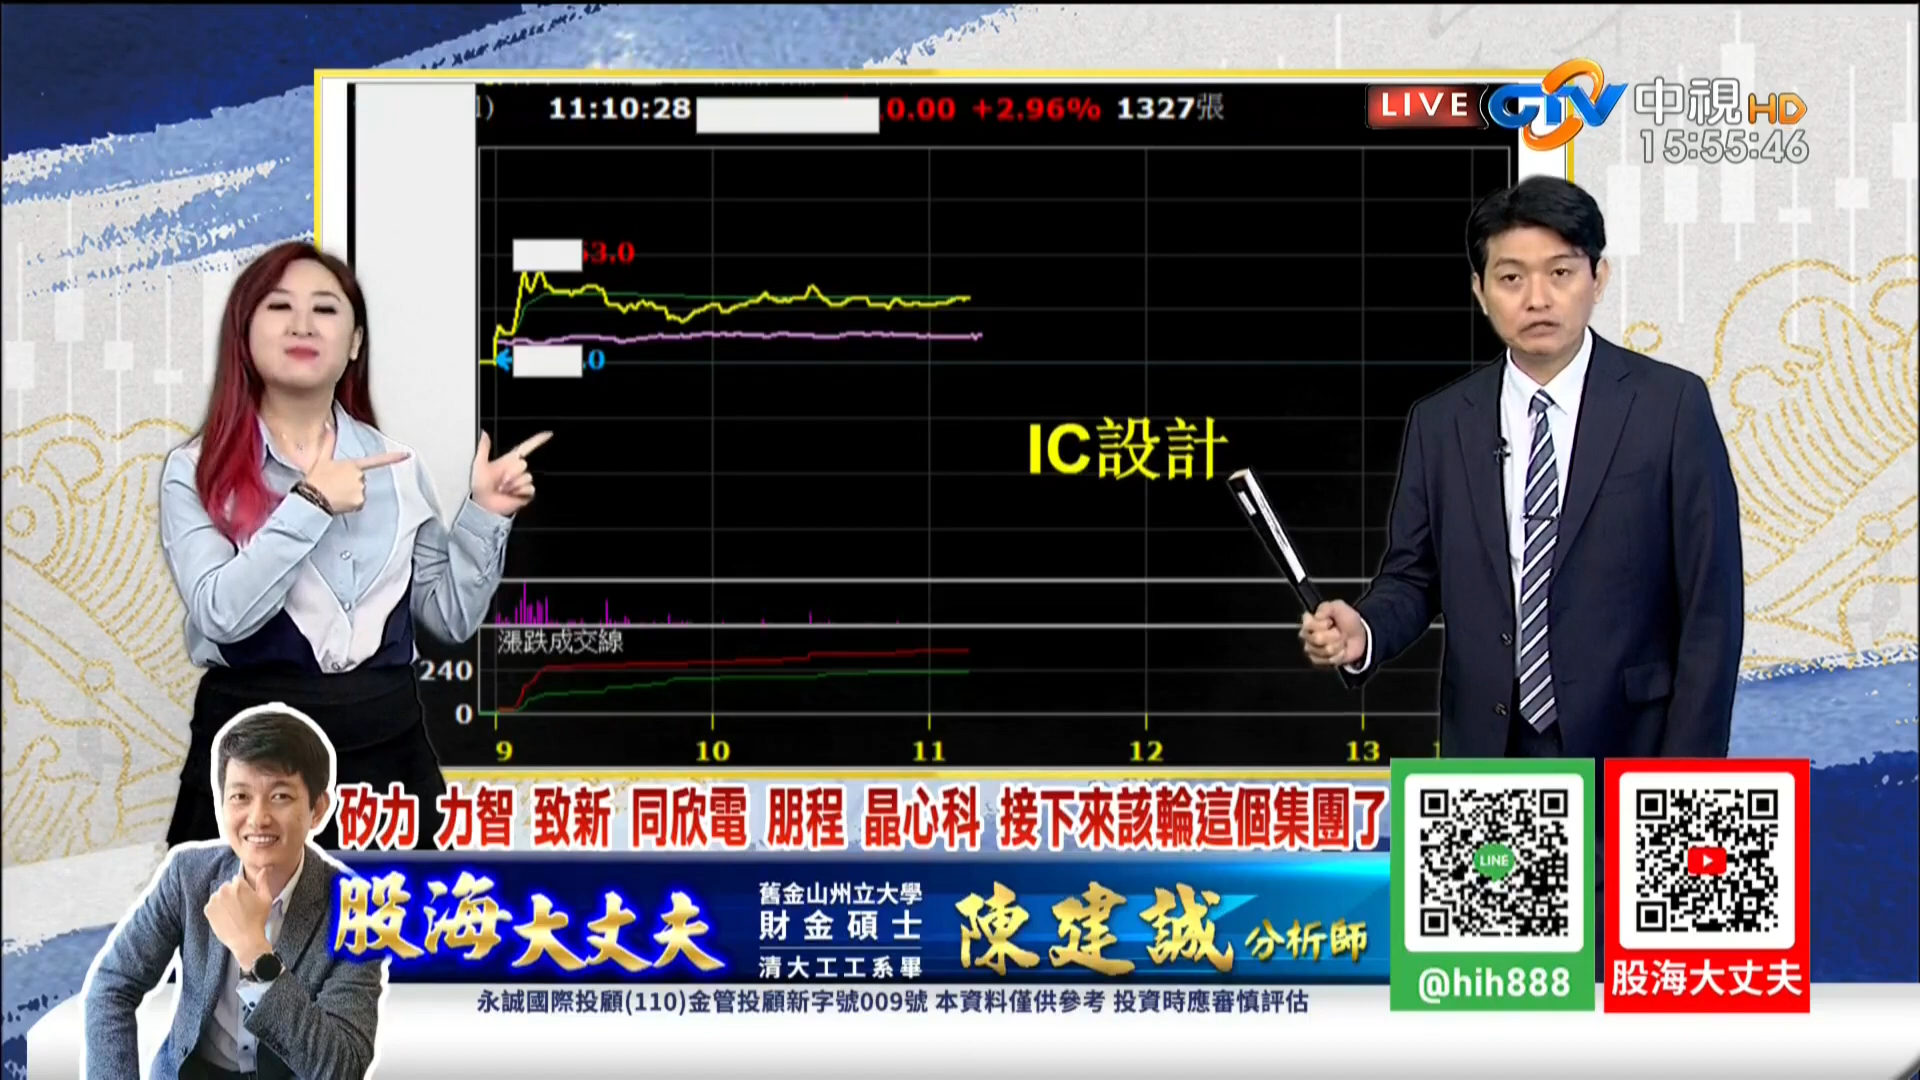 11:10:28
0.00 +2.96% 1327張
LIVE
CTV 中視HD
15:55:46
3.0
.0
IC設計
漲跌成交線
240
0
9 10 11 12 13
矽力 力智 致新 同欣電 朋程 晶心科 接下來該輪這個集團了
股海大丈夫
舊金山州立大學
財金碩士
清大工工系畢
陳建誠 分析師
永誠國際投顧(110)金管投顧新字號009號 本資料僅供參考 投資時應審慎評估
LINE
@hih888
股海大丈夫